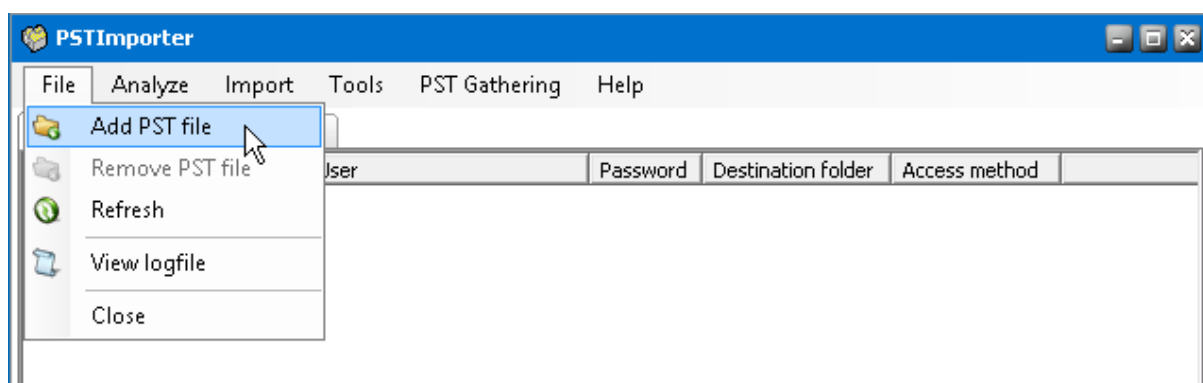 PSTImporter
File Analyze Import Tools PST Gathering Help
Add PST file
Remove PST file
Password Destination folder Access method
Refresh
View logfile
Close